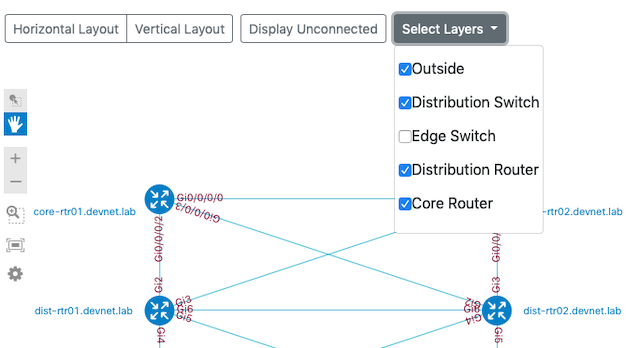 Horizontal Layout
Vertical Layout
Display Unconnected
Select Layers
Outside
Distribution Switch
Edge Switch
Distribution Router
Core Router
core-rtr01.devnet.lab
Gi0/0/0/0
Gi0/0/0/3
-rtr02.devnet.lab
Gi0/0/0/2
Gi0/0/
Gi2
Gi3
dist-rtr01.devnet.lab
Gi3
Gi6
Gi5
Gi2
Gi6
Gi4
dist-rtr02.devnet.lab
Gi4
Gi5